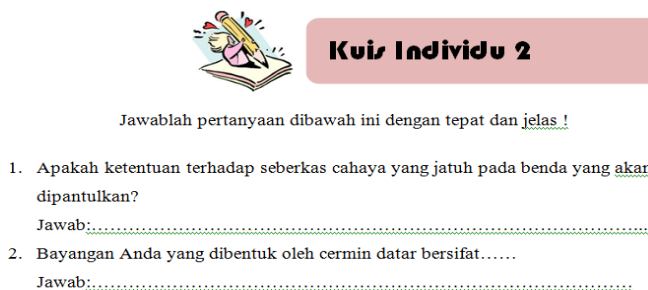 Kuis Individu 2
Jawablah pertanyaan dibawah ini dengan tepat dan jelas !
1. Apakah ketentuan terhadap seberkas cahaya yang jatuh pada benda yang akan
dipantulkan?
Jawab:................................................................................
2. Bayangan Anda yang dibentuk oleh cermin datar bersifat......
Jawab:................................................................................